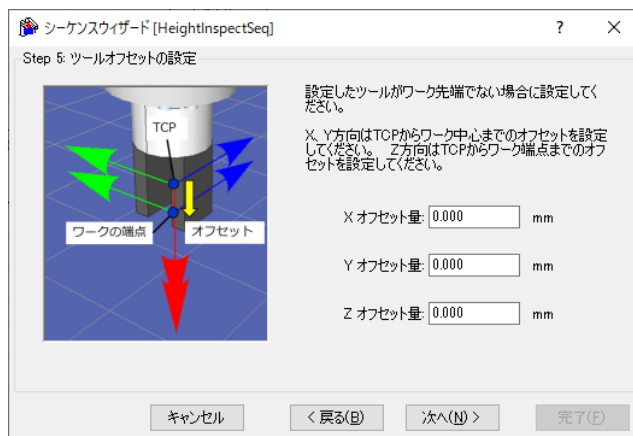 シーケンスウィザード [HeightInspectSeq]
Step 5: ツールオフセットの設定
TCP
ワークの端点
オフセット
設定したツールがワーク先端でない場合に設定してく
ださい。
X、Y方向はTCPからワーク中心までのオフセットを設定
してください。 Z方向はTCPからワーク端点までのオフ
セットを設定してください。
X オフセット量: 0.000 mm
Y オフセット量: 0.000 mm
Z オフセット量: 0.000 mm
キャンセル < 戻る(B) 次へ(N) > 完了(F)